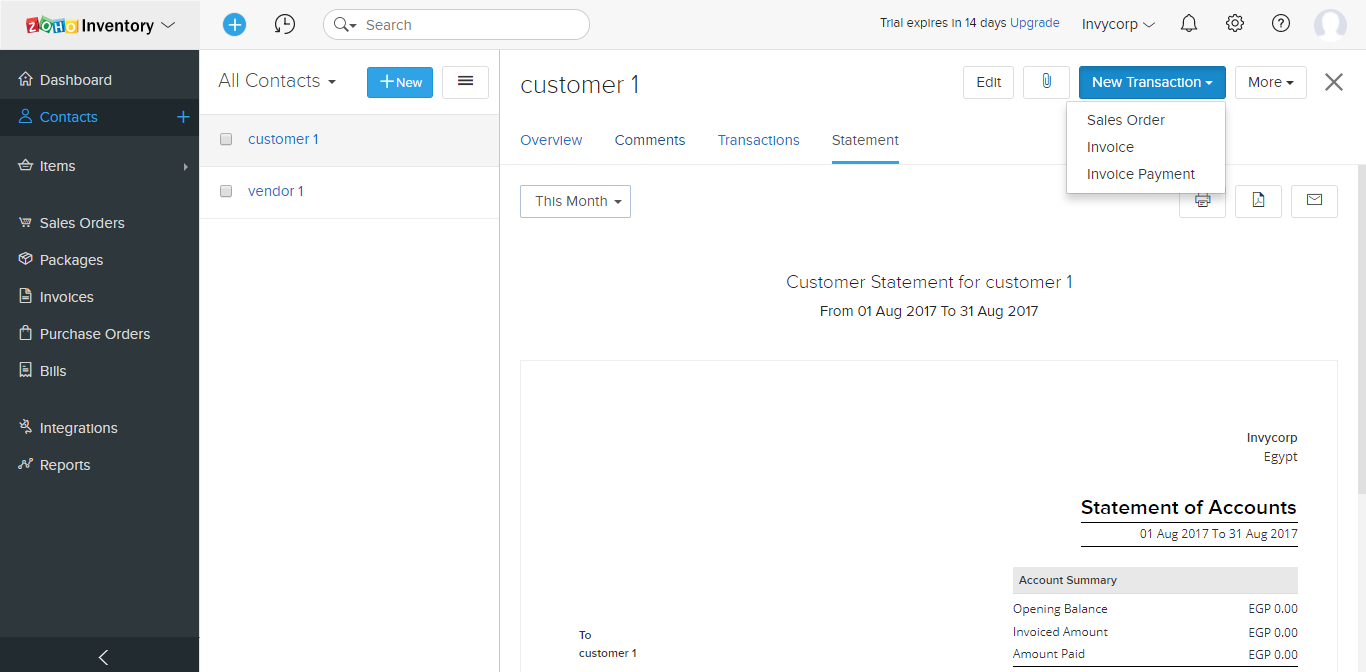 ZOHO Inventory
Search
Trial expires in 14 days Upgrade
Invycorp
Dashboard
Contacts
Items
Sales Orders
Packages
Invoices
Purchase Orders
Bills
Integrations
Reports
All Contacts
New
customer 1
vendor 1
customer 1
Edit
New Transaction
More
Sales Order
Invoice
Invoice Payment
Overview
Comments
Transactions
Statement
This Month
Customer Statement for customer 1
From 01 Aug 2017 To 31 Aug 2017
Invycorp
Egypt
Statement of Accounts
01 Aug 2017 To 31 Aug 2017
Account Summary
Opening Balance EGP 0.00
Invoiced Amount EGP 0.00
Amount Paid EGP 0.00
To
customer 1